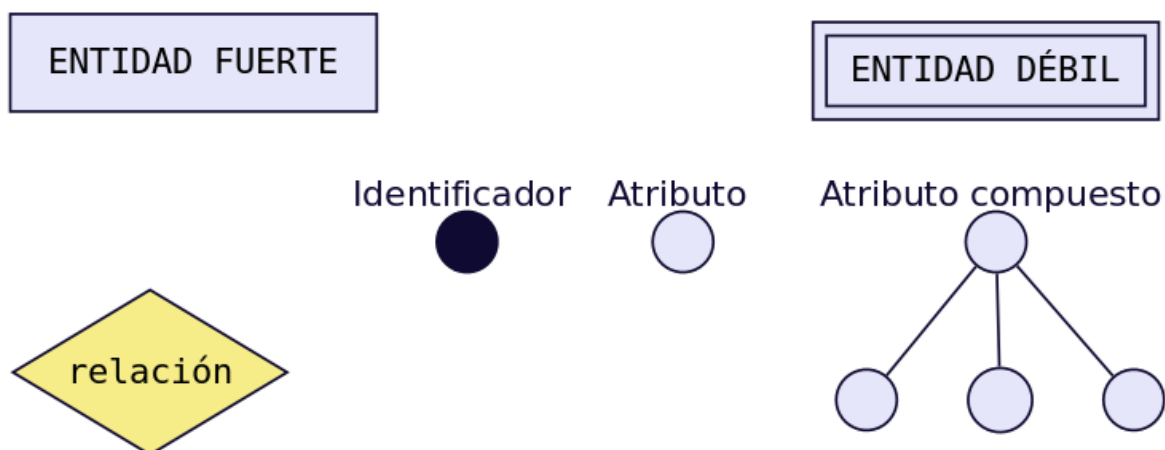 ENTIDAD FUERTE
ENTIDAD DÉBIL
Identificador
Atributo
Atributo compuesto
relación